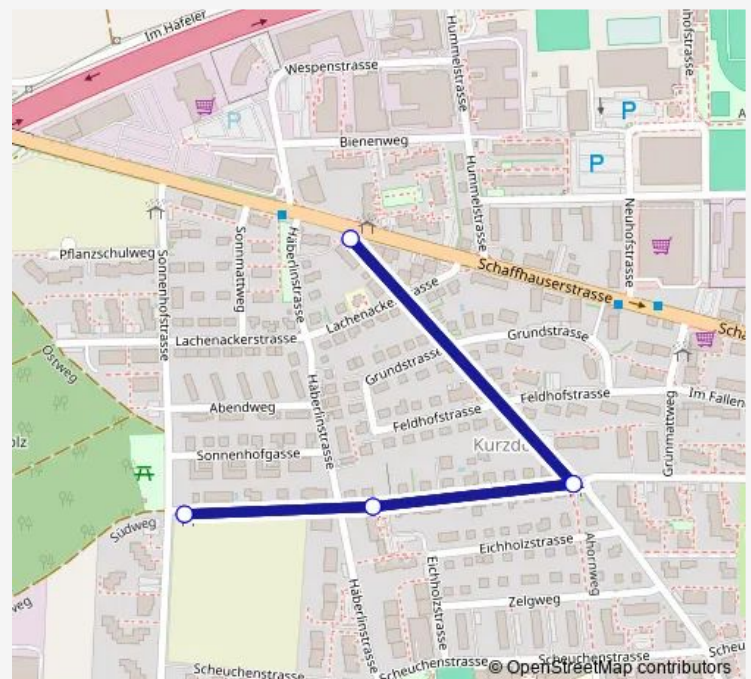 Im Hafeler
Wespenstrasse
Hummelstrasse
P
P
Bienenweg
P
Hummelstrasse
Neuhofstrasse
Pflanzschulweg
Sonnmattweg
Sonnenhofstrasse
Häberlinstrasse
Schaffhauserstrasse
Lachenackerstrasse
Grundstrasse
Grundstrasse
Ostweg
Abendweg
Häberlinstrasse
Feldhofstrasse
Feldhofstrasse
Im Fallen
Grünmattweg
Sonnenhofgasse
Südweg
Eichholzstrasse
Eichholzstrasse
Ahornweg
Zelgweg
Häberlinstrasse
Scheuchenstrasse
Scheuchenstrasse
Scheuchenstrasse
© OpenStreetMap contributors